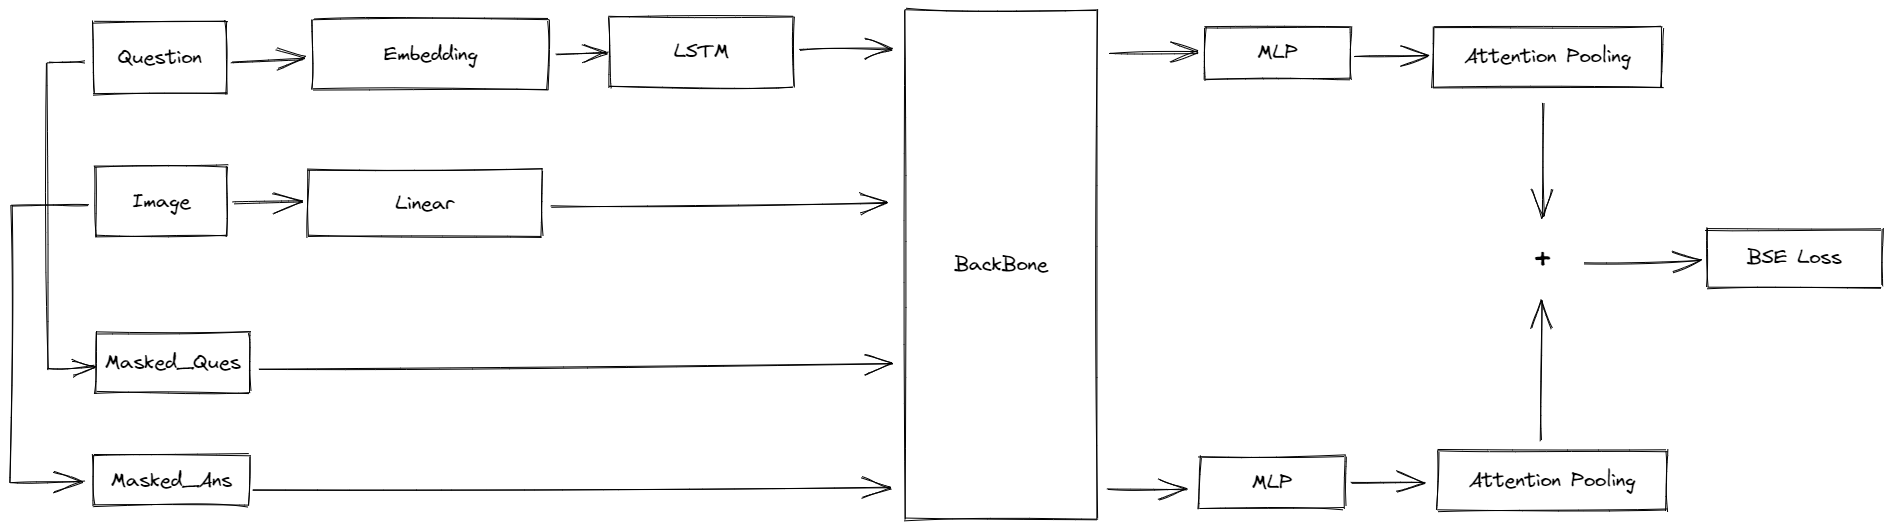 Question
Embedding
LSTM
MLP
Attention Pooling
Image
Linear
BackBone
+
BSE Loss
Masked_Ques
Masked_Ans
MLP
Attention Pooling